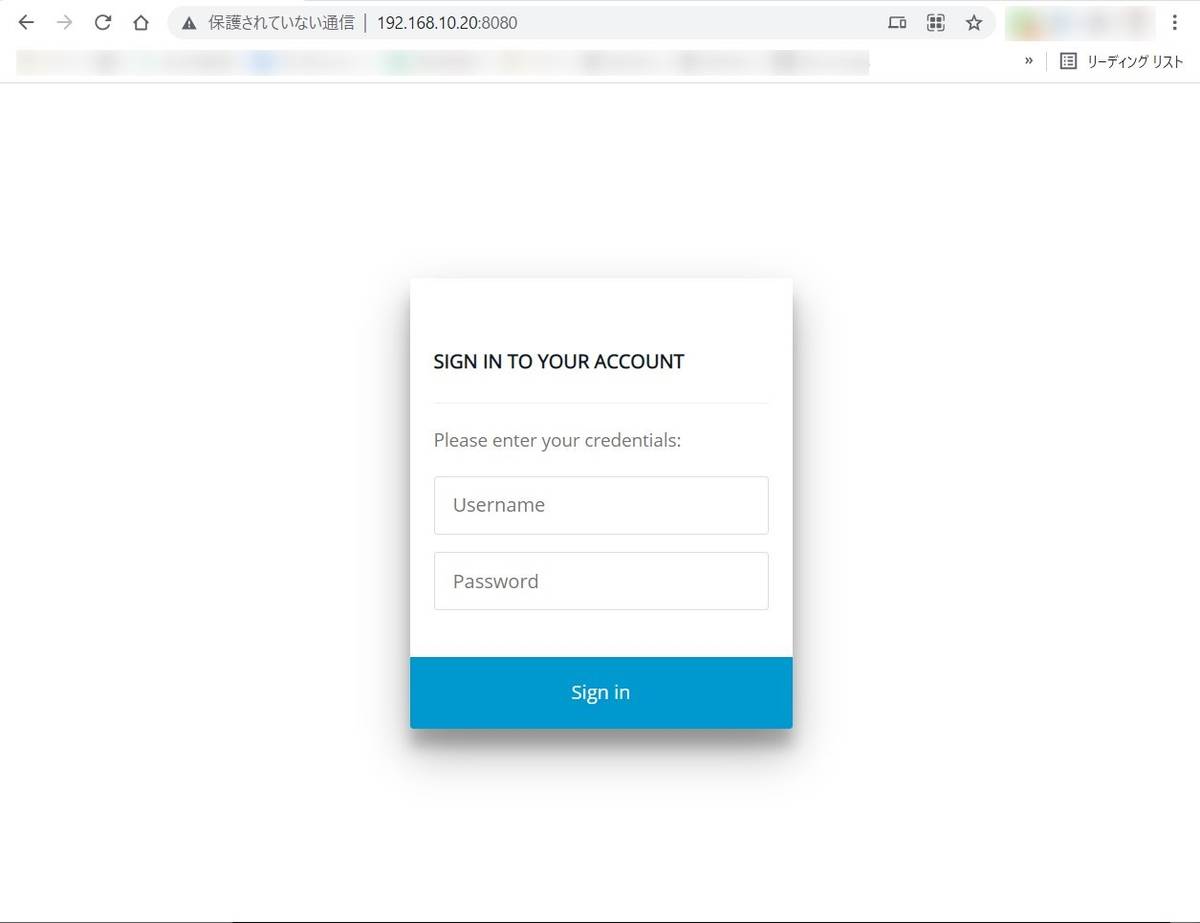 保護されていない通信 | 192.168.10.20:8080
» リーディング リスト
SIGN IN TO YOUR ACCOUNT
Please enter your credentials:
Username
Password
Sign in